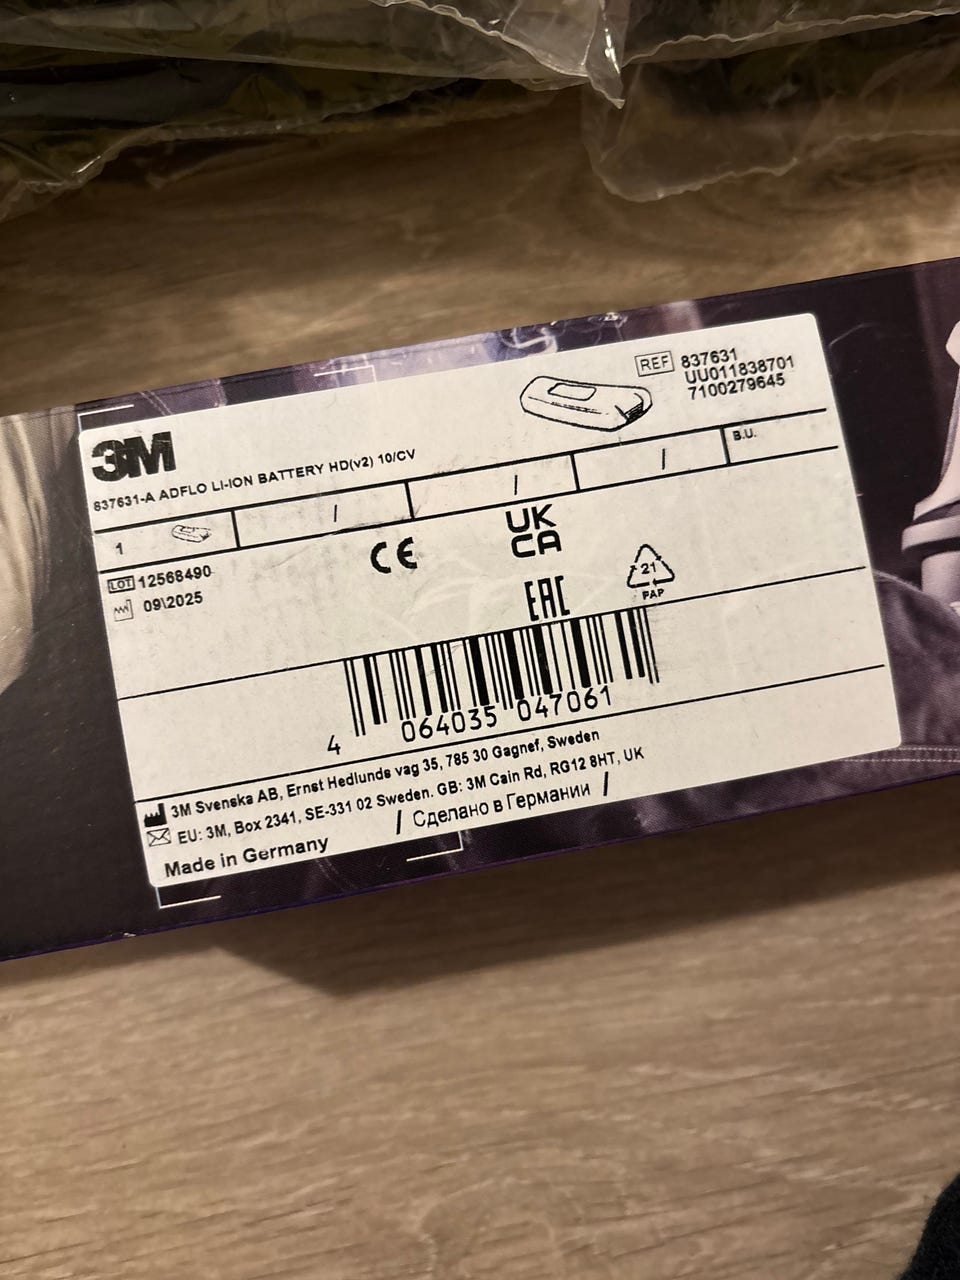 3M
837631-A ADFLO LI-ION BATTERY HD(v2) 10/CV
REF 837631
UU011838701
7100279645
1
/
/
/
B.U.
LOT 12568490
09\2025
CE
UK
CA
EAC
21
PAP
4 064035 047061
3M Svenska AB, Ernst Hedlunds vag 35, 785 30 Gagnef, Sweden
EU: 3M, Box 2341, SE-331 02 Sweden. GB: 3M Cain Rd, RG12 8HT, UK
Made in Germany / Сделано в Германии /